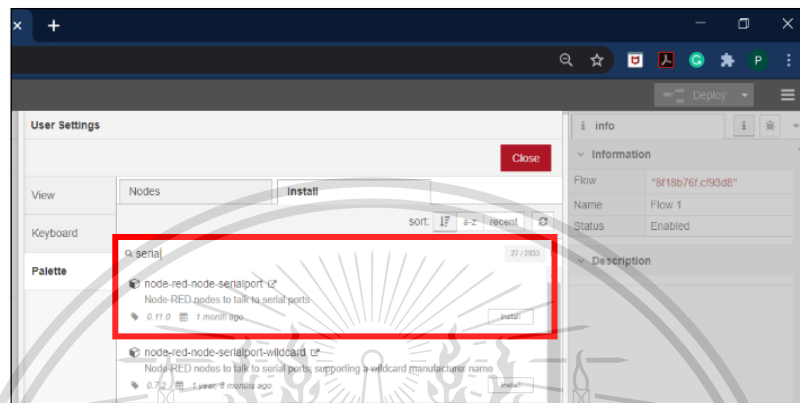 P
Deploy
User Settings
Close
View
Keyboard
Palette
Nodes
Install
sort: a-z recent
seria
27 / 2833
node-red-node-serialport
Node-RED nodes to talk to serial ports
0.11.0 1 month ago
install
node-red-node-serialport-wildcard
Node-RED nodes to talk to serial ports, supporting a wildcard manufacturer name
0.7.2 1 year, 8 months ago
install
i info
Information
Flow "8f18b76f.cf93d8"
Name Flow 1
Status Enabled
Description